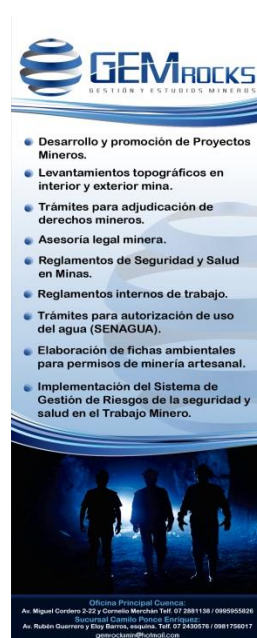 GEMROCKS
GESTIÓN Y ESTUDIOS MINEROS
Desarrollo y promoción de Proyectos
Mineros.
Levantamientos topográficos en
interior y exterior mina.
Trámites para adjudicación de
derechos mineros.
Asesoría legal minera.
Reglamentos de Seguridad y Salud
en Minas.
Reglamentos internos de trabajo.
Trámites para autorización de uso
del agua (SENAGUA).
Elaboración de fichas ambientales
para permisos de minería artesanal.
Implementación del Sistema de
Gestión de Riesgos de la seguridad y
salud en el Trabajo Minero.
Oficina Principal Cuenca:
Av. Miguel Cordero 2-22 y Cornelio Merchán Telf. 07 2881138 / 0995955826
Sucursal Camilo Ponce Enríquez:
Av. Rubén Guerrero y Eloy Barros, esquina. Telf. 07 2430576 / 0981756017
gemrocksmin@hotmail.com